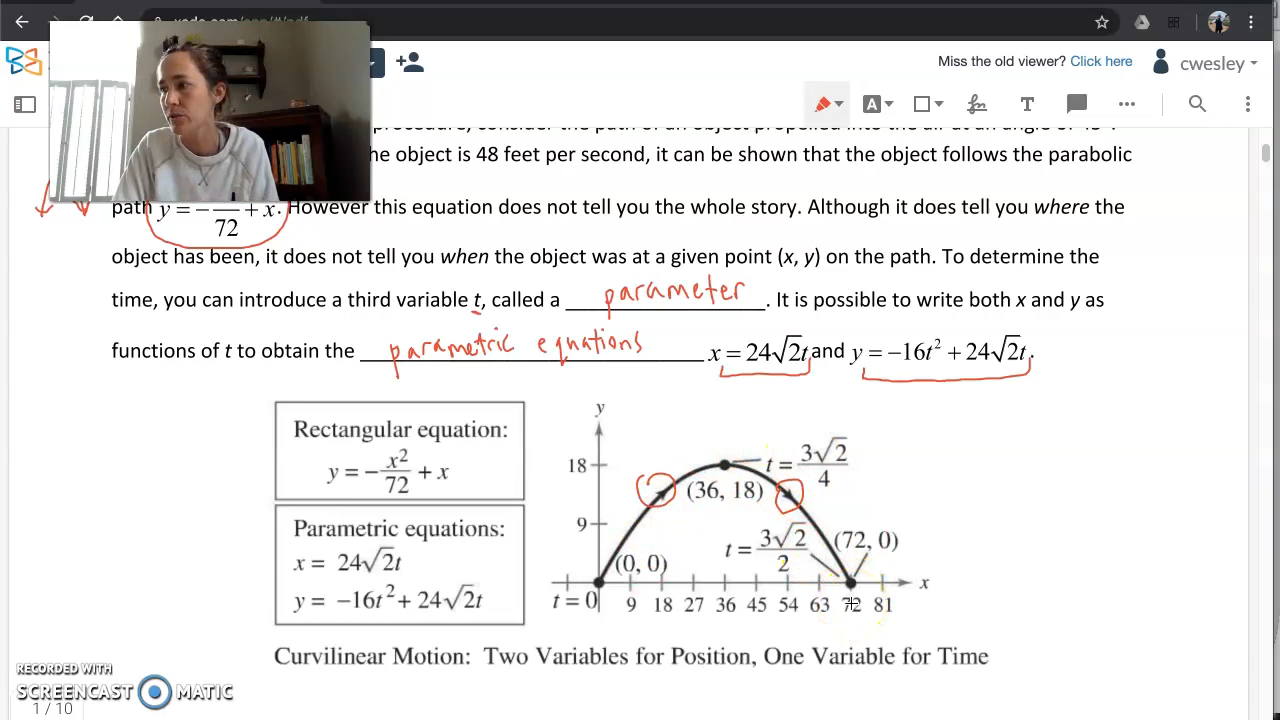 Miss the old viewer? Click here
cwesley
the object is 48 feet per second, it can be shown that the object follows the parabolic
path y = − 72 + x. However this equation does not tell you the whole story. Although it does tell you where the
object has been, it does not tell you when the object was at a given point (x, y) on the path. To determine the
time, you can introduce a third variable t, called a parameter. It is possible to write both x and y as
functions of t to obtain the parametric equations x = 24√2t and y = −16t² + 24√2t.
Rectangular equation:
y = −x²/72 + x
Parametric equations:
x = 24√2t
y = −16t² + 24√2t
y
18
9
t = 3√2/4
(36, 18)
t = 3√2/2
(72, 0)
(0, 0)
x
t = 0
9 18 27 36 45 54 63 72 81
Curvilinear Motion: Two Variables for Position, One Variable for Time
RECORDED WITH
SCREENCAST MATIC
1 / 10